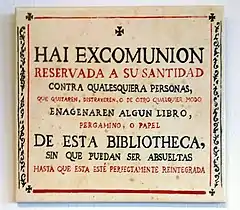 HAI EXCOMUNION
RESERVADA A SU SANTIDAD
CONTRA QUALESQUIERA PERSONAS,
QUE QUITAREN, DISTRAXEREN, O DE OTRO QUALQUIER MODO
ENAGENAREN ALGUN LIBRO,
PERGAMINO, O PAPEL
DE ESTA BIBLIOTHECA,
SIN QUE PUEDAN SER ABSUELTAS
HASTA QUE ESTA ESTÉ PERFECTAMENTE REINTEGRADA